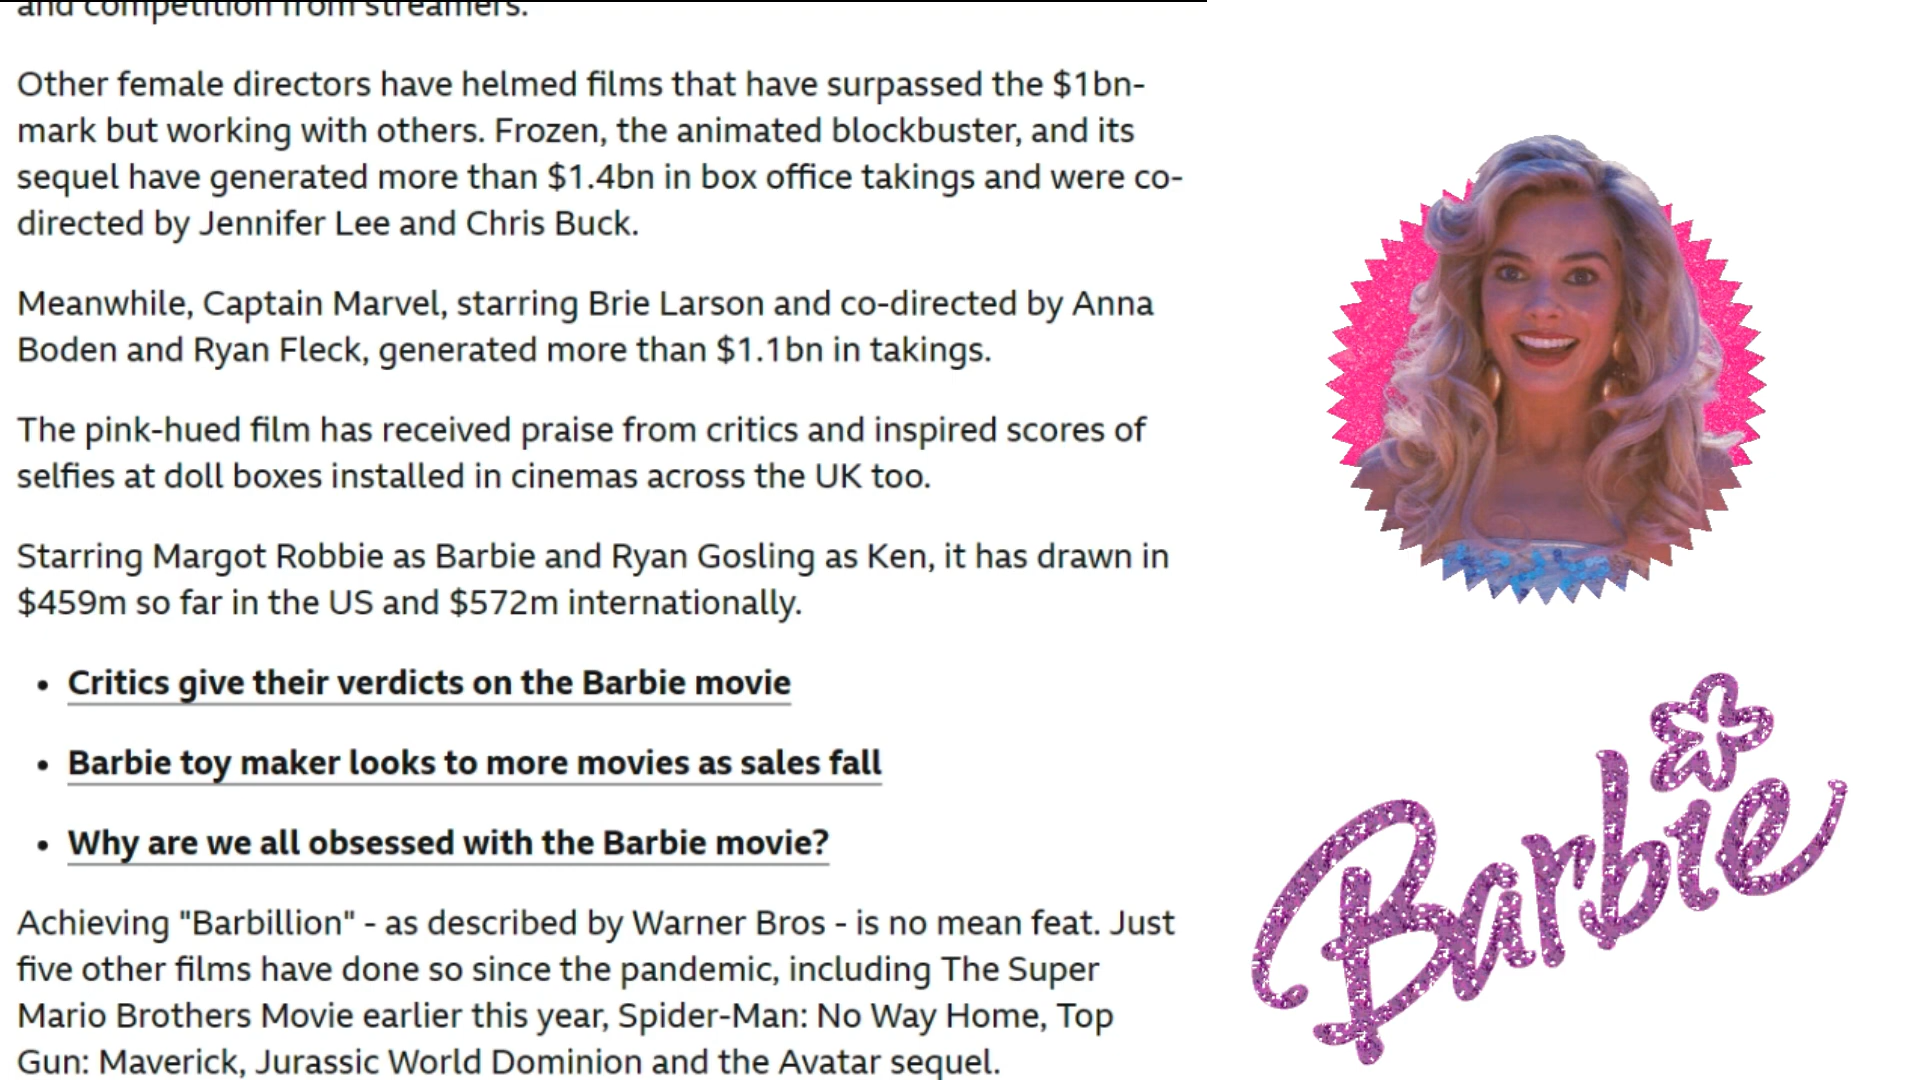 and competition from streamers.
Other female directors have helmed films that have surpassed the $1bn-
mark but working with others. Frozen, the animated blockbuster, and its
sequel have generated more than $1.4bn in box office takings and were co-
directed by Jennifer Lee and Chris Buck.
Meanwhile, Captain Marvel, starring Brie Larson and co-directed by Anna
Boden and Ryan Fleck, generated more than $1.1bn in takings.
The pink-hued film has received praise from critics and inspired scores of
selfies at doll boxes installed in cinemas across the UK too.
Starring Margot Robbie as Barbie and Ryan Gosling as Ken, it has drawn in
$459m so far in the US and $572m internationally.
• Critics give their verdicts on the Barbie movie
• Barbie toy maker looks to more movies as sales fall
• Why are we all obsessed with the Barbie movie?
Achieving "Barbillion" - as described by Warner Bros - is no mean feat. Just
five other films have done so since the pandemic, including The Super
Mario Brothers Movie earlier this year, Spider-Man: No Way Home, Top
Gun: Maverick, Jurassic World Dominion and the Avatar sequel.
Barbie